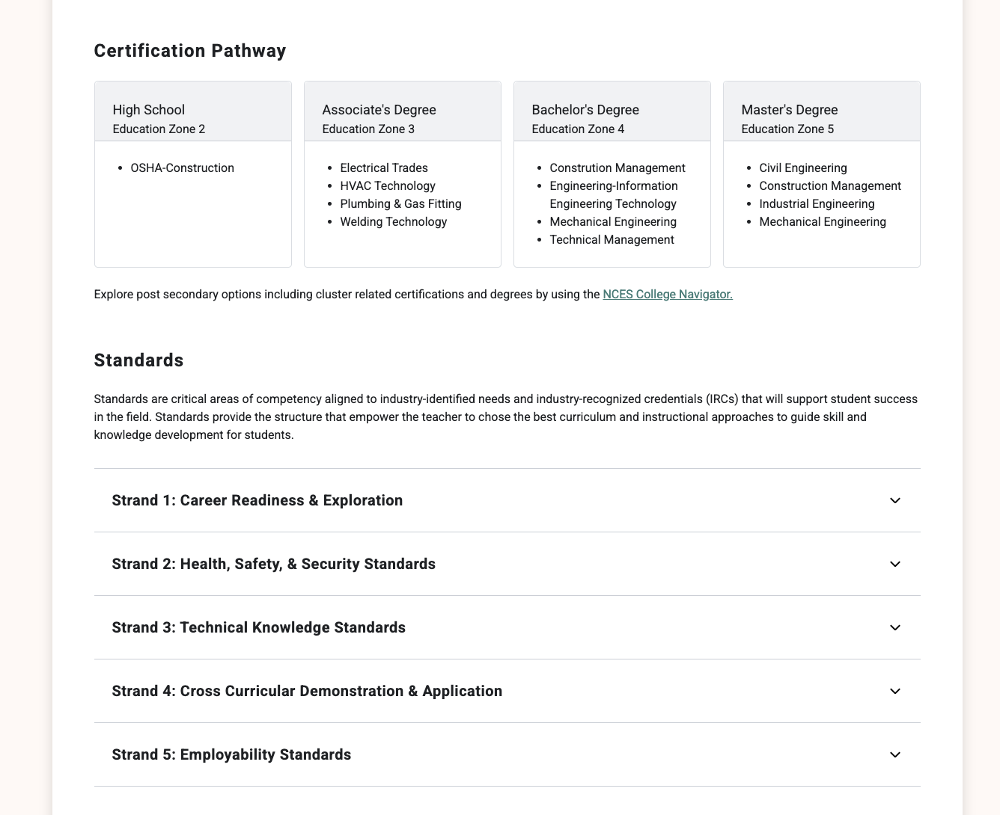 Certification Pathway
High School
Education Zone 2
• OSHA-Construction
Associate's Degree
Education Zone 3
• Electrical Trades
• HVAC Technology
• Plumbing & Gas Fitting
• Welding Technology
Bachelor's Degree
Education Zone 4
• Constrution Management
• Engineering-Information
Engineering Technology
• Mechanical Engineering
• Technical Management
Master's Degree
Education Zone 5
• Civil Engineering
• Construction Management
• Industrial Engineering
• Mechanical Engineering
Explore post secondary options including cluster related certifications and degrees by using the NCES College Navigator.
Standards
Standards are critical areas of competency aligned to industry-identified needs and industry-recognized credentials (IRCs) that will support student success
in the field. Standards provide the structure that empower the teacher to chose the best curriculum and instructional approaches to guide skill and
knowledge development for students.
Strand 1: Career Readiness & Exploration
Strand 2: Health, Safety, & Security Standards
Strand 3: Technical Knowledge Standards
Strand 4: Cross Curricular Demonstration & Application
Strand 5: Employability Standards